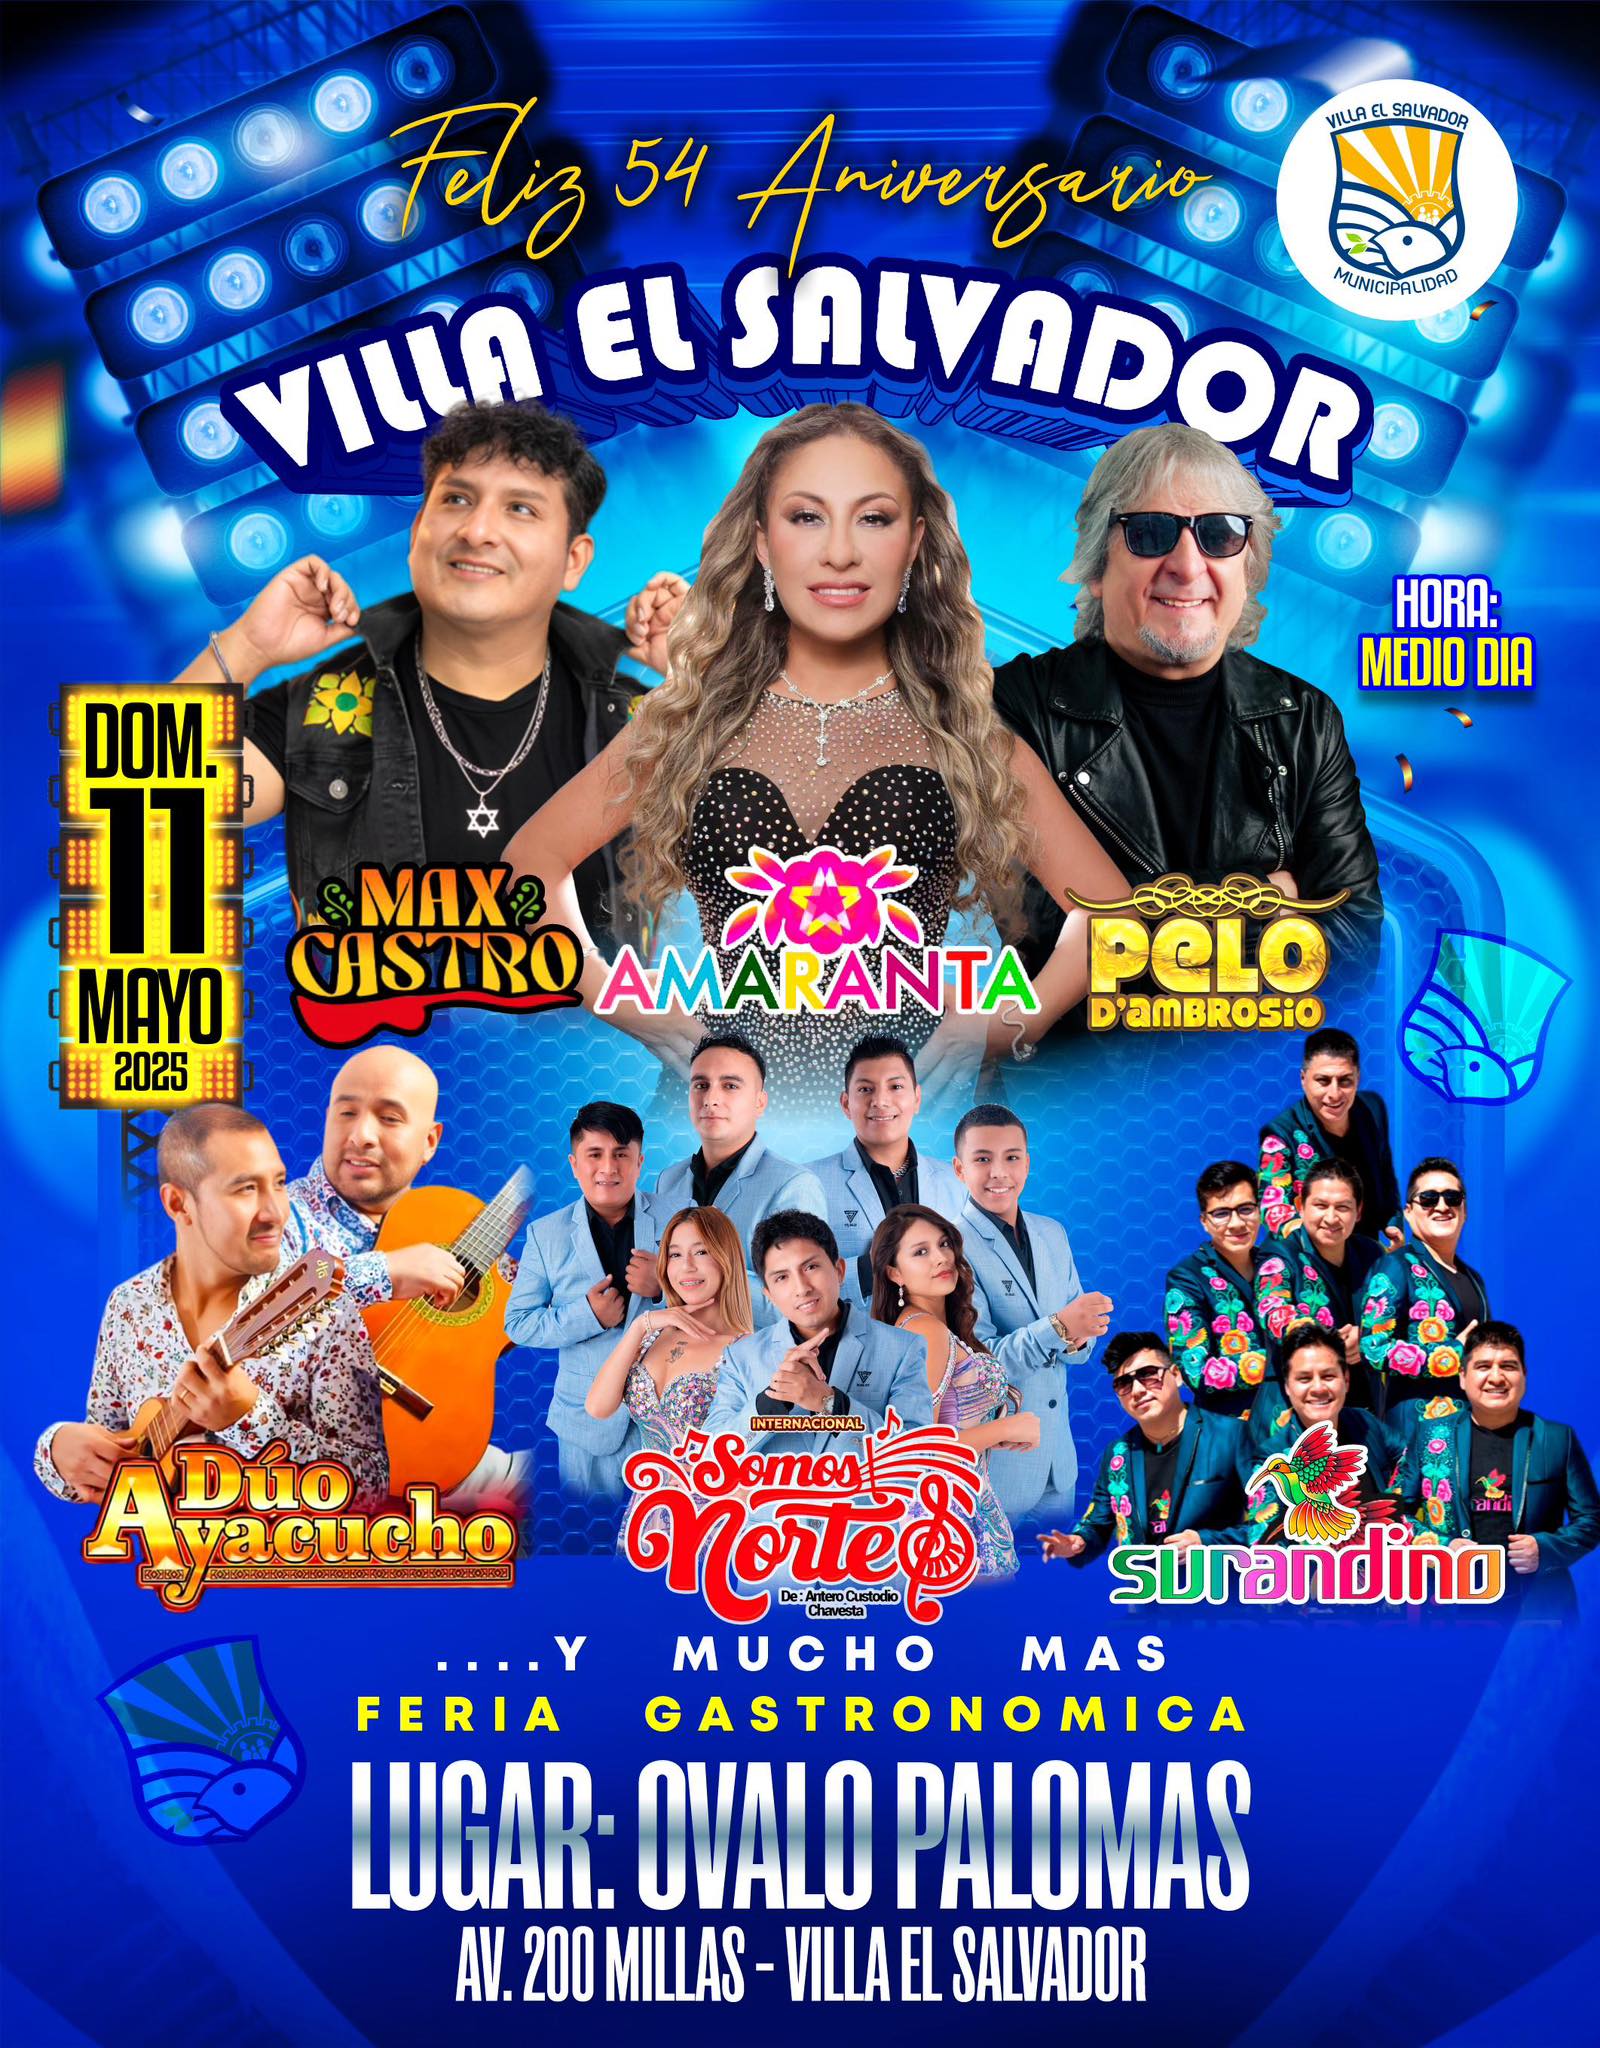 Feliz 54 Aniversario
VILLA EL SALVADOR
MUNICIPALIDAD
VILLA EL SALVADOR
HORA:
MEDIO DIA
DOM.
11
MAYO
2025
MAX
CASTRO
AMARANTA
PELO
D'AMBROSIO
Dúo
Ayacucho
INTERNACIONAL
Somos
Norte
De : Antero Custodio
Chavesta
surandino
....Y MUCHO MAS
FERIA GASTRONOMICA
LUGAR: OVALO PALOMAS
AV. 200 MILLAS - VILLA EL SALVADOR